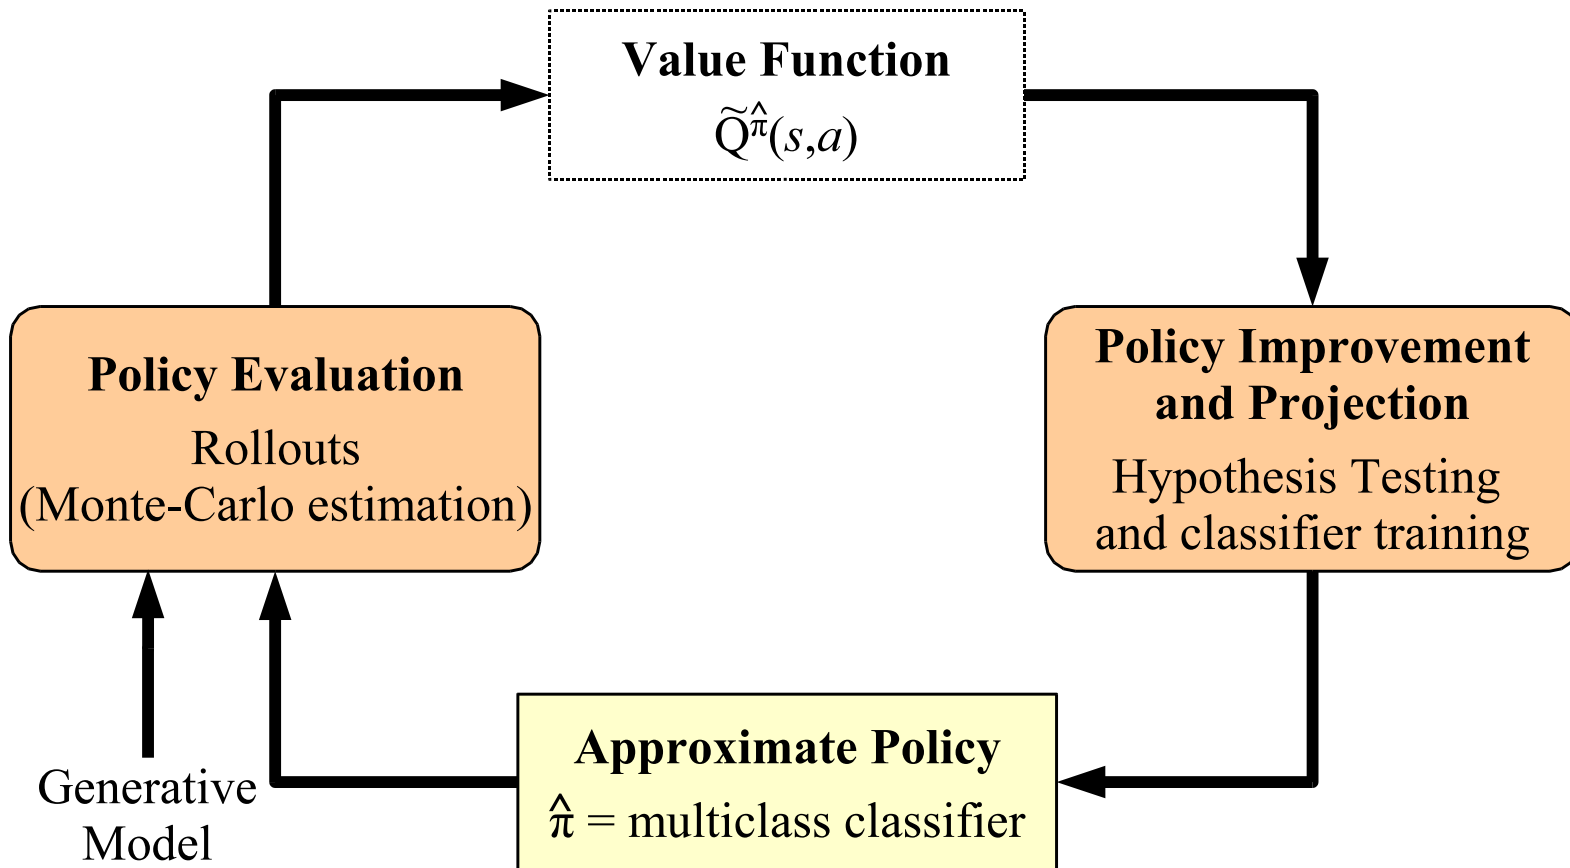 Value Function
Q̃^π̂(s,a)
Policy Evaluation
Rollouts
(Monte-Carlo estimation)
Policy Improvement
and Projection
Hypothesis Testing
and classifier training
Approximate Policy
π̂ = multiclass classifier
Generative
Model